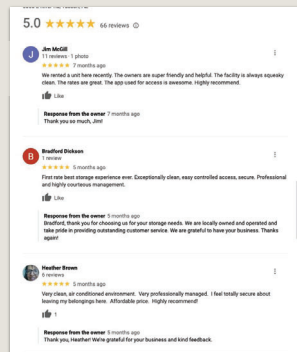 5.0 ★★★★★ 66 reviews
J
Jim McGill
11 reviews · 1 photo
★★★★★ 7 months ago
We rented a unit here recently. The owners are super friendly and helpful. The facility is always squeaky
clean. The rates are great. The app used for access is awesome. Highly recommend.
Like
Response from the owner 7 months ago
Thank you so much, Jim!
B
Bradford Dickson
1 review
★★★★★ 5 months ago
First rate best storage experience ever. Exceptionally clean, easy controlled access, secure. Professional
and highly courteous management.
Like
Response from the owner 5 months ago
Bradford, thank you for choosing us for your storage needs. We are locally owned and operated and
take pride in providing outstanding customer service. We are grateful to have your business. Thanks
again!
Heather Brown
6 reviews
★★★★★ 5 months ago
Very clean, air conditioned environment. Very professionally managed. I feel totally secure about
leaving my belongings here. Affordable price. Highly recommend!
1
Response from the owner 5 months ago
Thank you, Heather! We're grateful for your business and kind feedback.